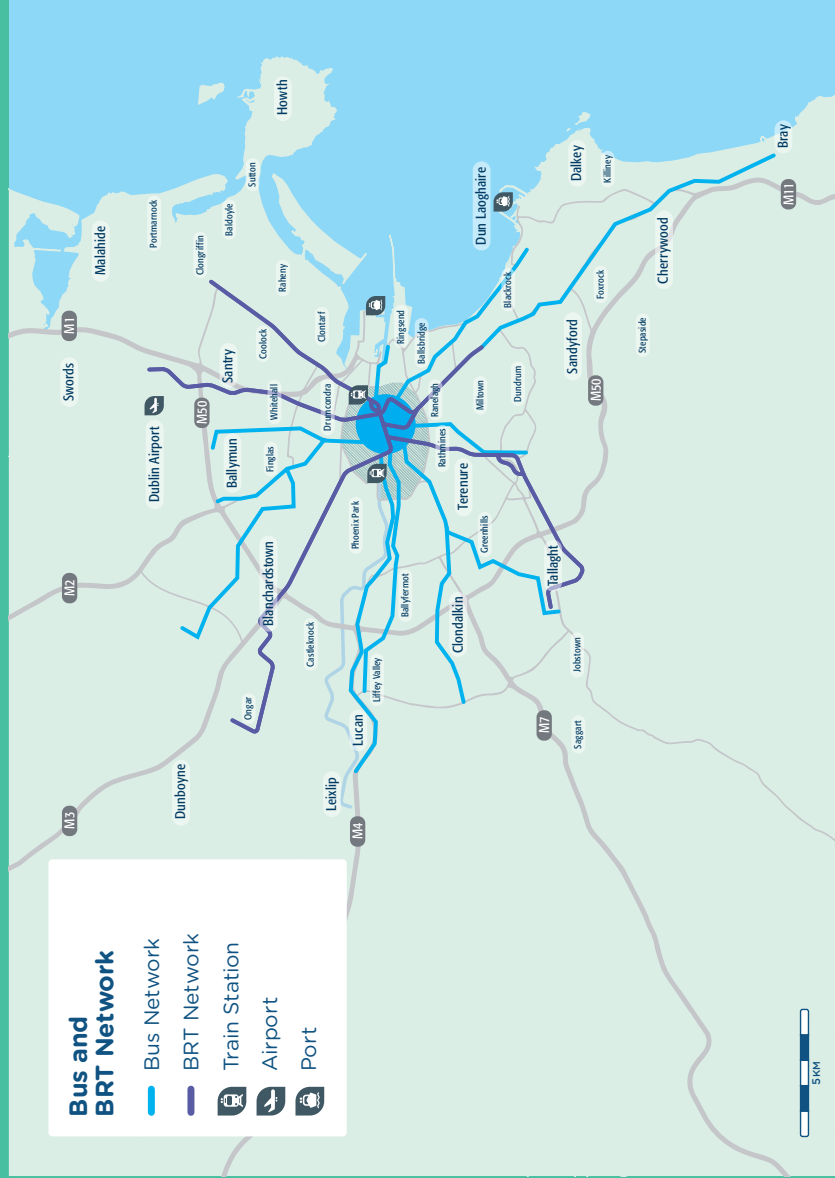 Bus and
BRT Network
Bus Network
BRT Network
Train Station
Airport
Port
M3
Dunboyne
Leixlip
M4
Lucan
Ongar
Liffey Valley
Castleknock
Blanchardstown
M2
Ballyfermot
Clondalkin
Saggart
M7
Jobstown
Tallaght
Greenhills
Phoenix Park
Terenure
Rathmines
Dublin Airport
Ballymun
Finglas
M50
Swords
M1
Santry
Whitehall
Drumcondra
Coolock
Clontarf
Raheny
Clongriffin
Baldoyle
Portmarnock
Malahide
Sutton
Howth
Ringsend
Ballsbridge
Ranelagh
Miltown
Dundrum
Sandyford
M50
Stepaside
Foxrock
Blackrock
Dun Laoghaire
Dalkey
Killiney
Cherrywood
Bray
M11
5 KM